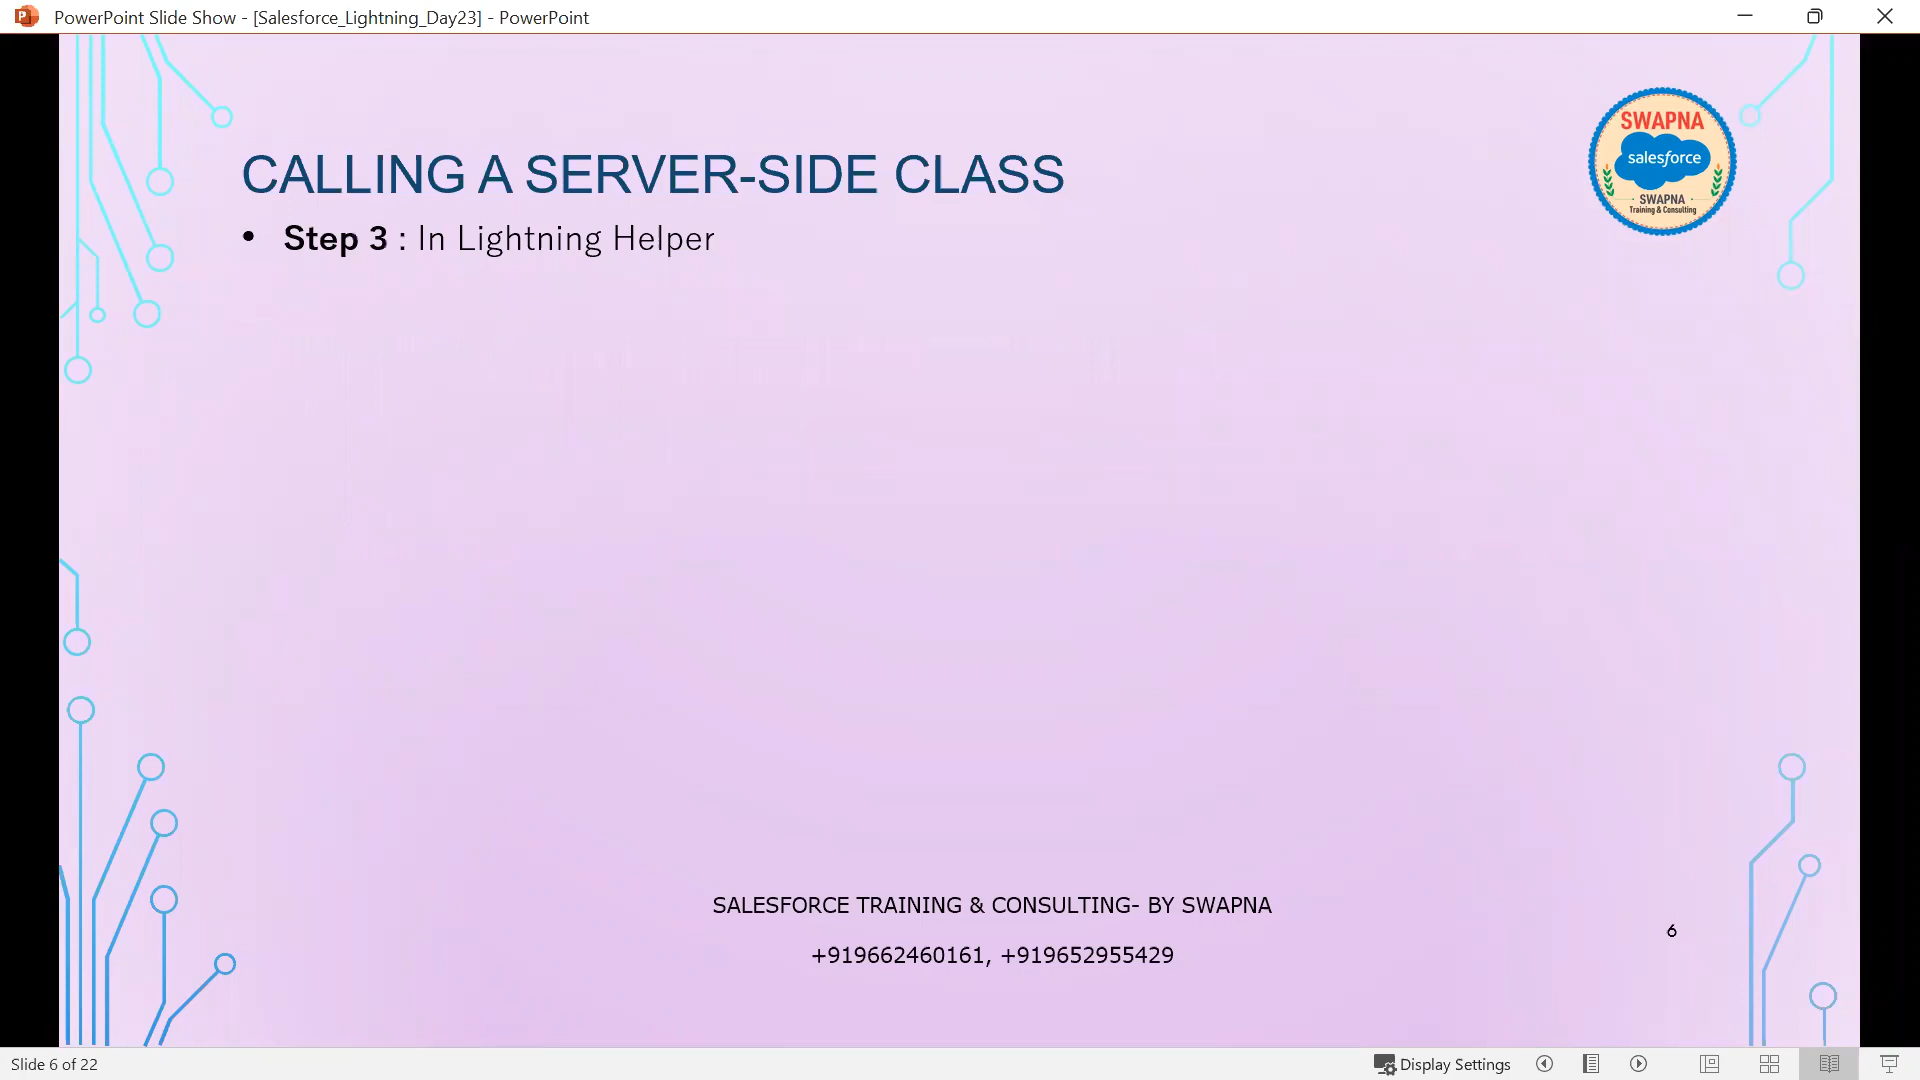 PowerPoint Slide Show - [Salesforce_Lightning_Day23] - PowerPoint
SWAPNA
salesforce
SWAPNA
Training & Consulting
CALLING A SERVER-SIDE CLASS
• Step 3 : In Lightning Helper
SALESFORCE TRAINING & CONSULTING- BY SWAPNA
+919662460161, +919652955429
6
Slide 6 of 22
Display Settings